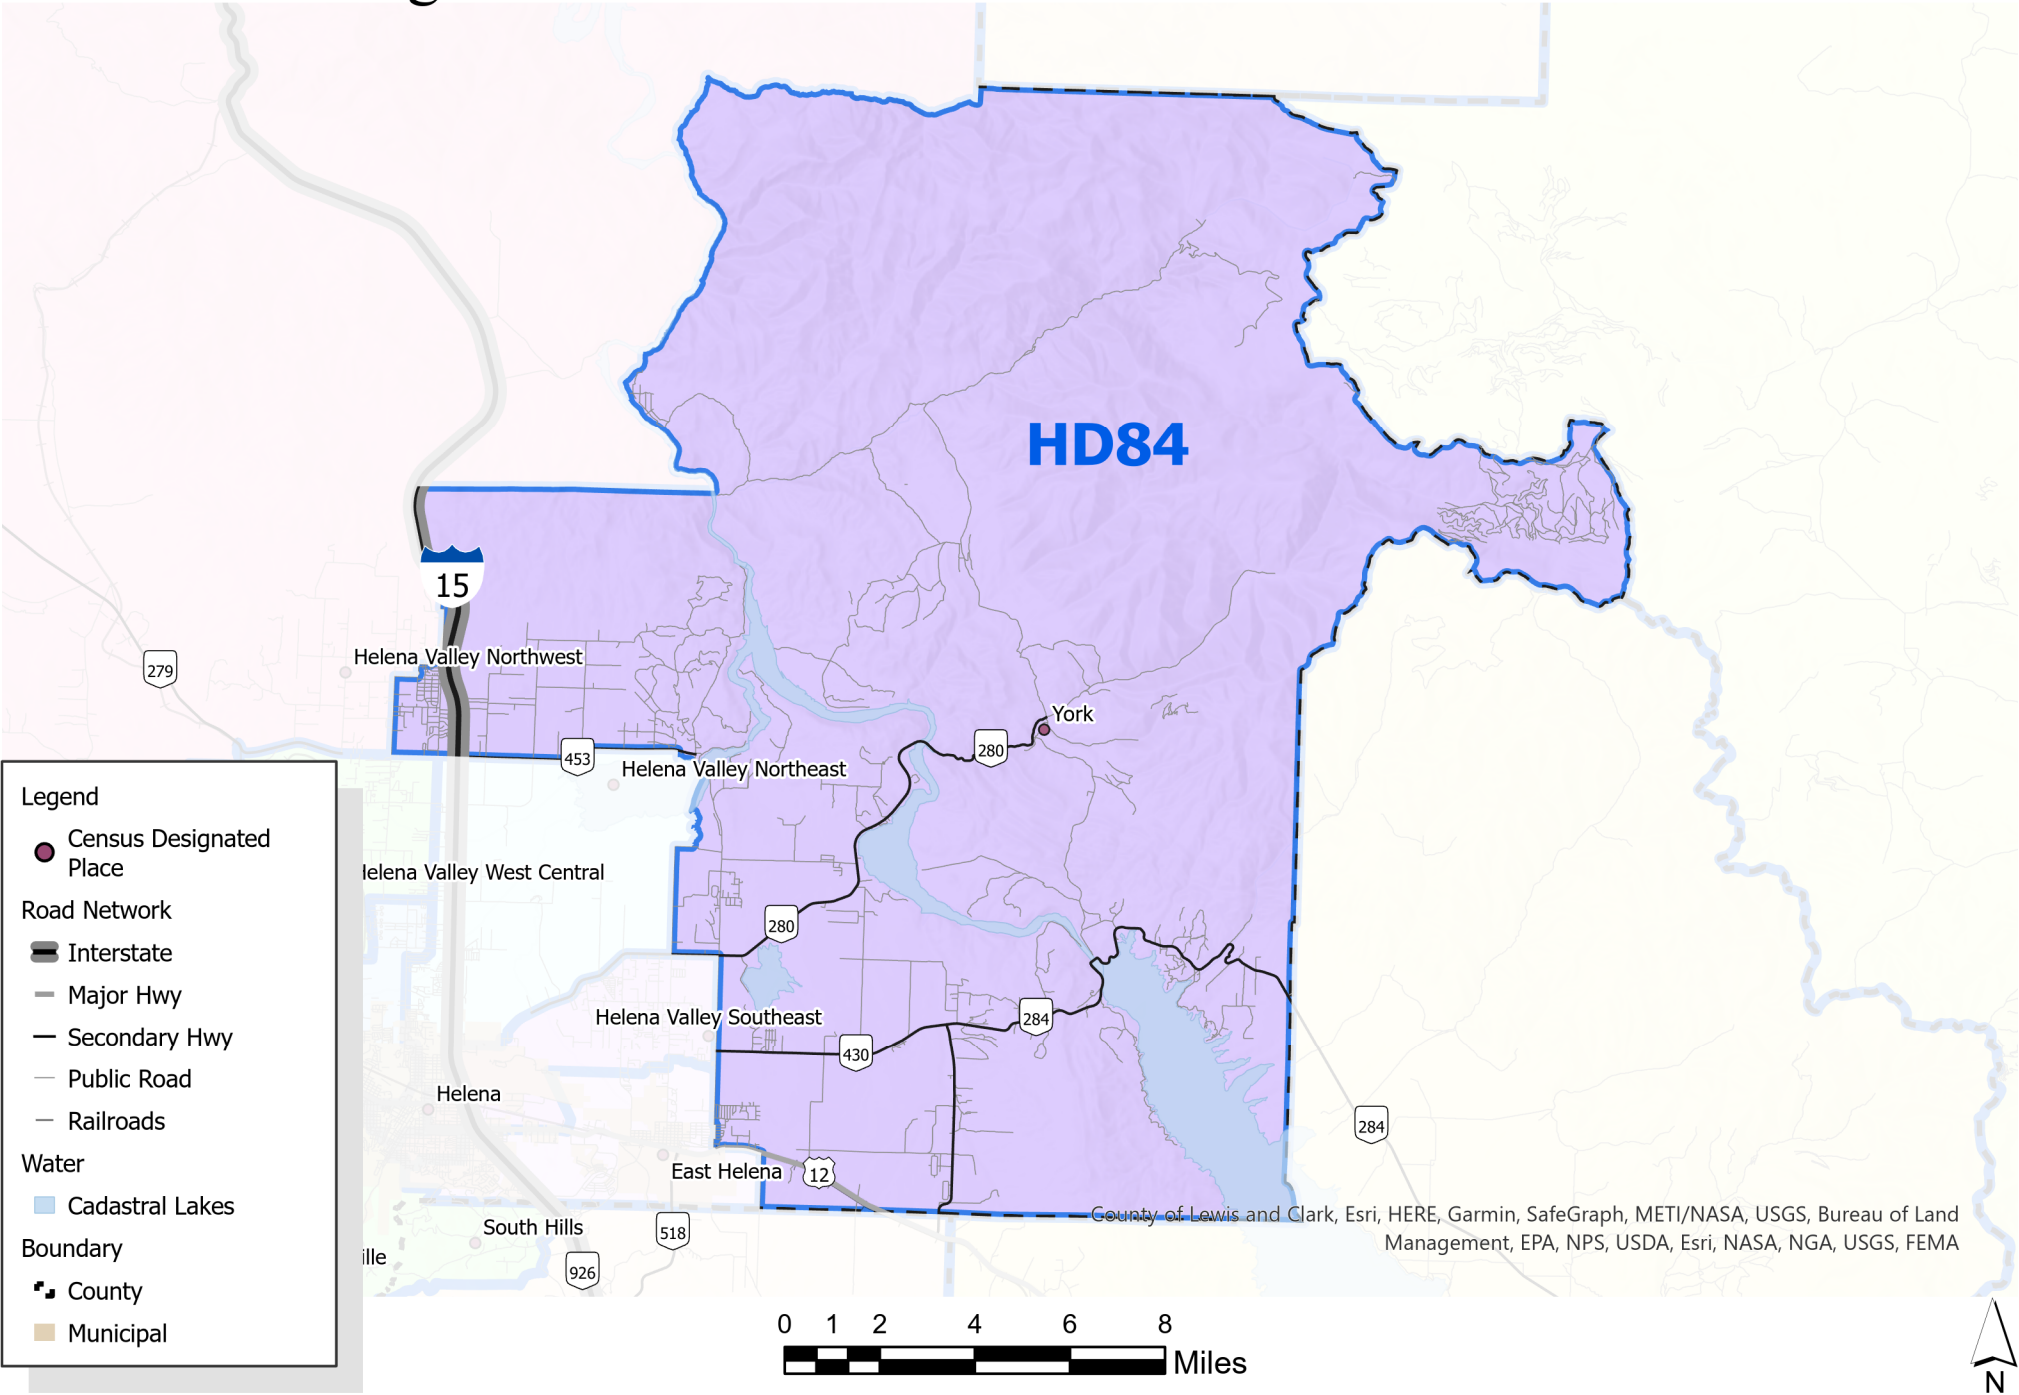 HD84
15
279
Helena Valley Northwest
York
280
453
Helena Valley Northeast
Helena Valley West Central
280
Helena Valley Southeast
284
430
Helena
284
East Helena
12
South Hills
518
926
ille
Legend
Census Designated
Place
Road Network
Interstate
Major Hwy
Secondary Hwy
Public Road
Railroads
Water
Cadastral Lakes
Boundary
County
Municipal
County of Lewis and Clark, Esri, HERE, Garmin, SafeGraph, METI/NASA, USGS, Bureau of Land
Management, EPA, NPS, USDA, Esri, NASA, NGA, USGS, FEMA
0 1 2 4 6 8
Miles
N